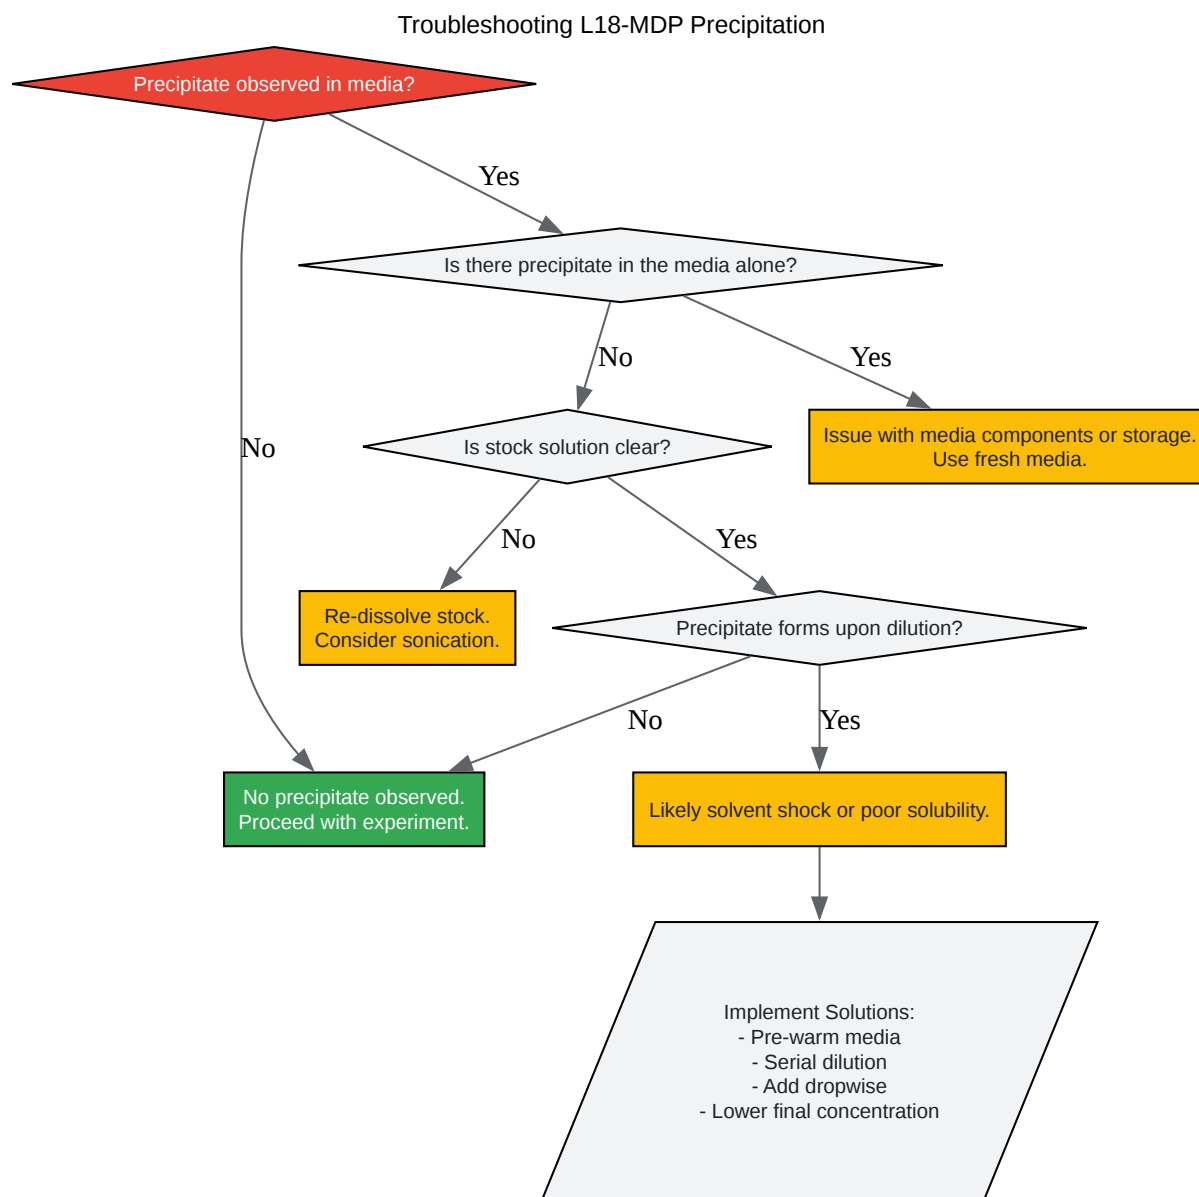 Troubleshooting L18-MDP Precipitation
Precipitate observed in media?
Yes
Is there precipitate in the media alone?
No
Yes
Issue with media components or storage.
Use fresh media.
No
Is stock solution clear?
No
Yes
Re-dissolve stock.
Consider sonication.
Precipitate forms upon dilution?
No
Yes
No precipitate observed.
Proceed with experiment.
Likely solvent shock or poor solubility.
Implement Solutions:
- Pre-warm media
- Serial dilution
- Add dropwise
- Lower final concentration